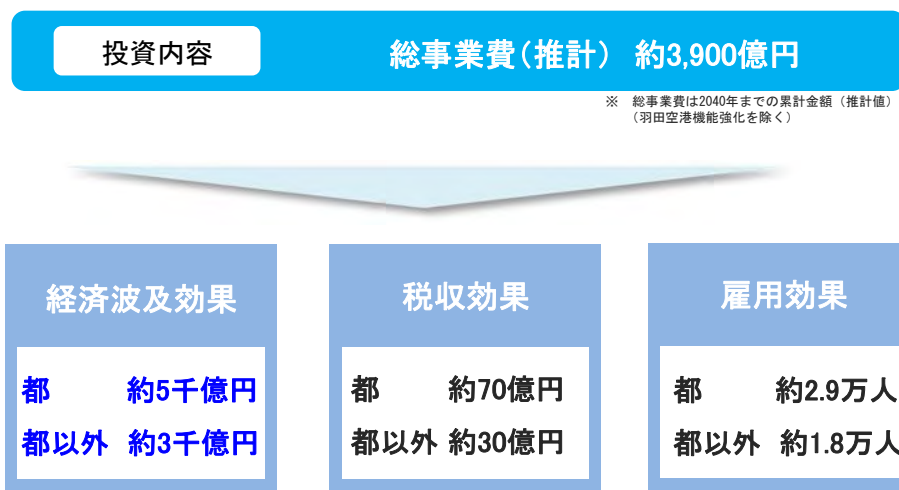 投資内容 総事業費(推計) 約3,900億円
※ 総事業費は2040年までの累計金額(推計値)
(羽田空港機能強化を除く)
経済波及効果
都 約5千億円
都以外 約3千億円
税収効果
都 約70億円
都以外 約30億円
雇用効果
都 約2.9万人
都以外 約1.8万人